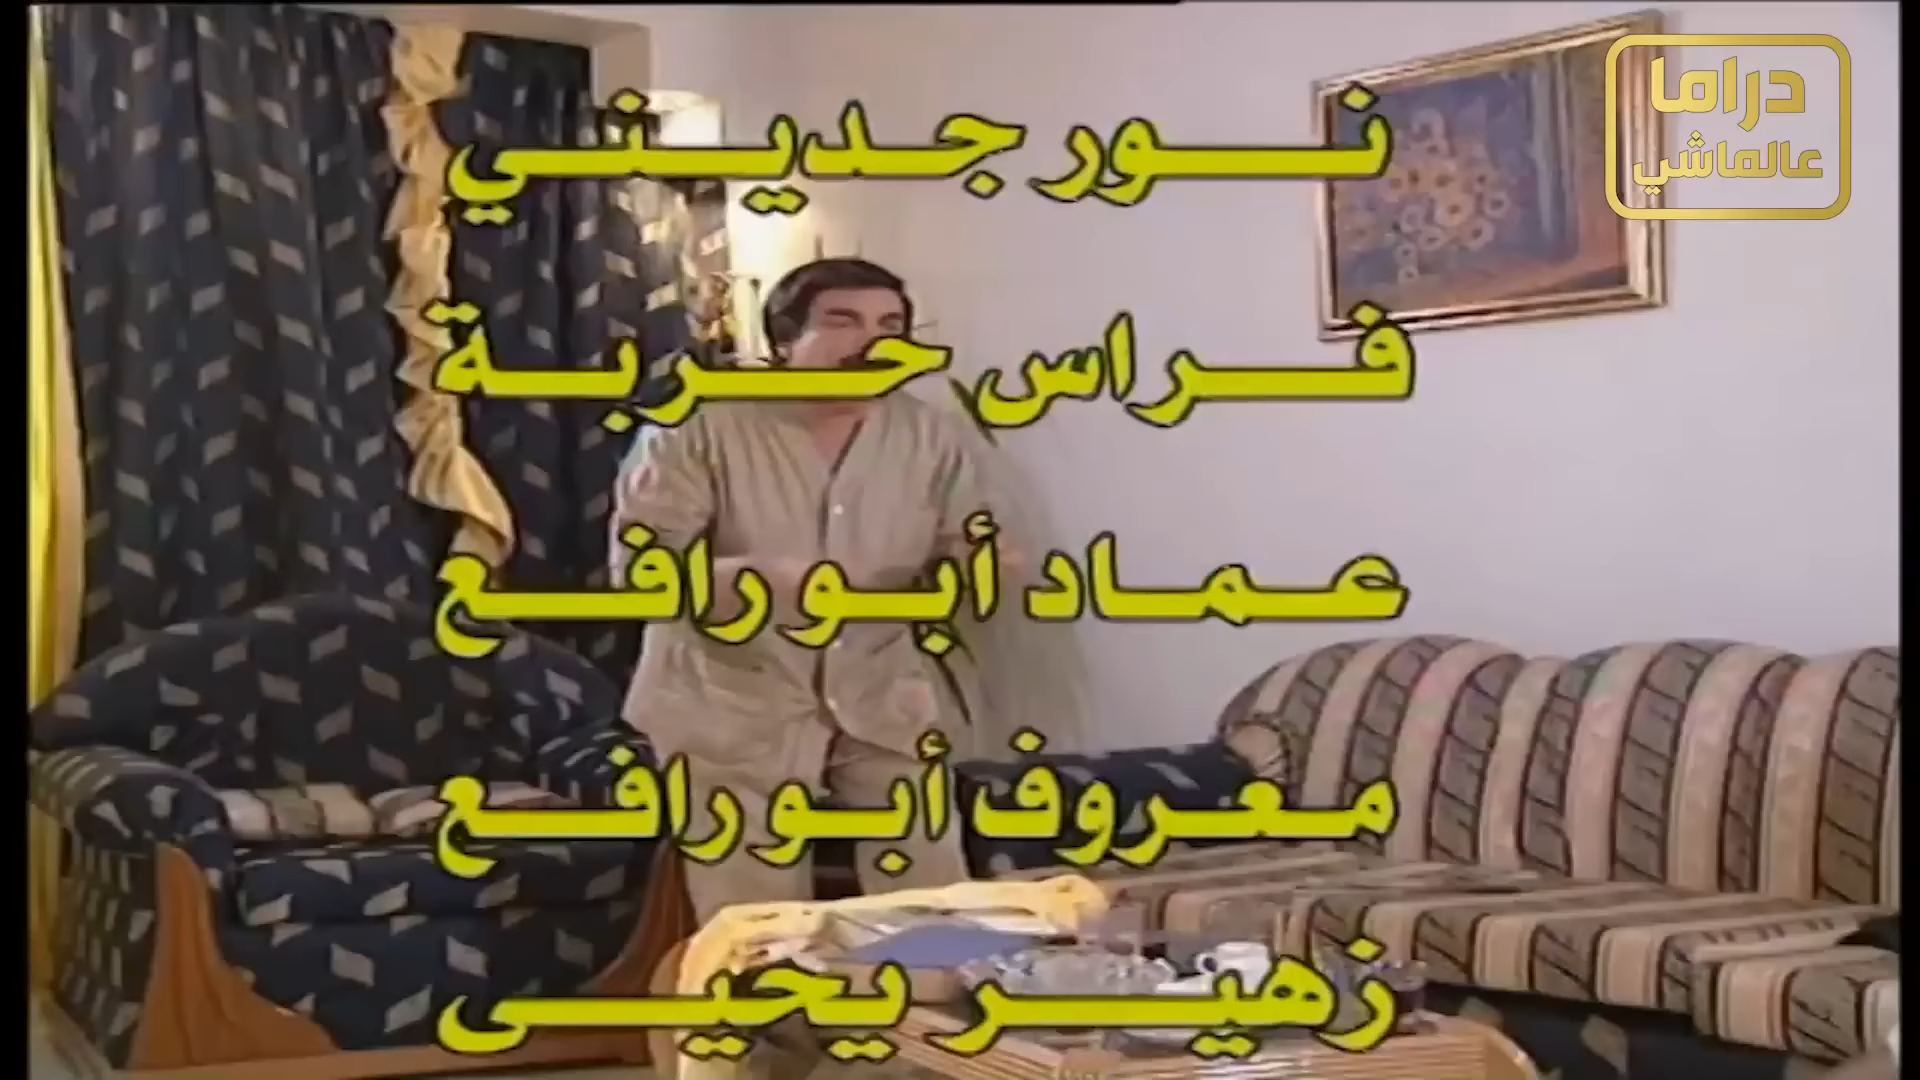 دراما
عالماشي
نور جديني
فراس حربة
عماد أبو رافع
معروف أبو رافع
زهير يحيى